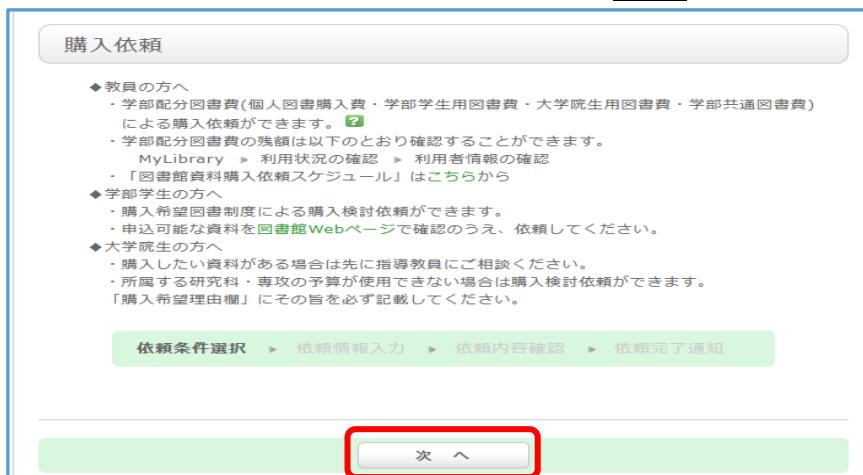 購入依頼
◆教員の方へ
・学部配分図書費(個人図書購入費・学部学生用図書費・大学院生用図書費・学部共通図書費)
による購入依頼ができます。?
・学部配分図書費の残額は以下のとおり確認することができます。
MyLibrary ▶ 利用状況の確認 ▶ 利用者情報の確認
・「図書館資料購入依頼スケジュール」はこちらから
◆学部学生の方へ
・購入希望図書制度による購入検討依頼ができます。
・申込可能な資料を図書館Webページで確認のうえ、依頼してください。
◆大学院生の方へ
・購入したい資料がある場合は先に指導教員にご相談ください。
・所属する研究科・専攻の予算が使用できない場合は購入検討依頼ができます。
「購入希望理由欄」にその旨を必ず記載してください。
依頼条件選択 ▶ 依頼情報入力 ▶ 依頼内容確認 ▶ 依頼完了通知
次 へ